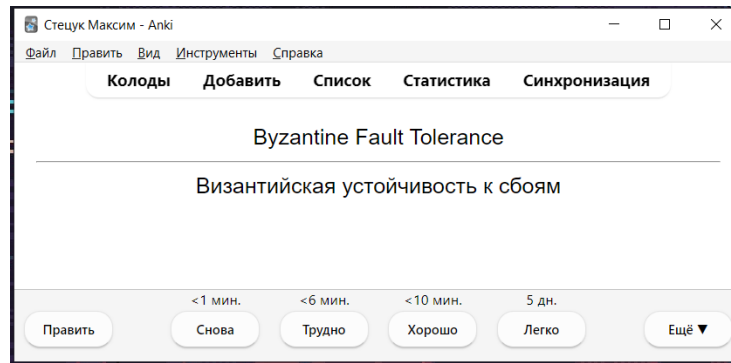 Стецук Максим - Anki
Файл Править Вид Инструменты Справка
Колоды Добавить Список Статистика Синхронизация
Byzantine Fault Tolerance
Византийская устойчивость к сбоям
<1 мин. <6 мин. <10 мин. 5 дн.
Править Снова Трудно Хорошо Легко Ещё ▼